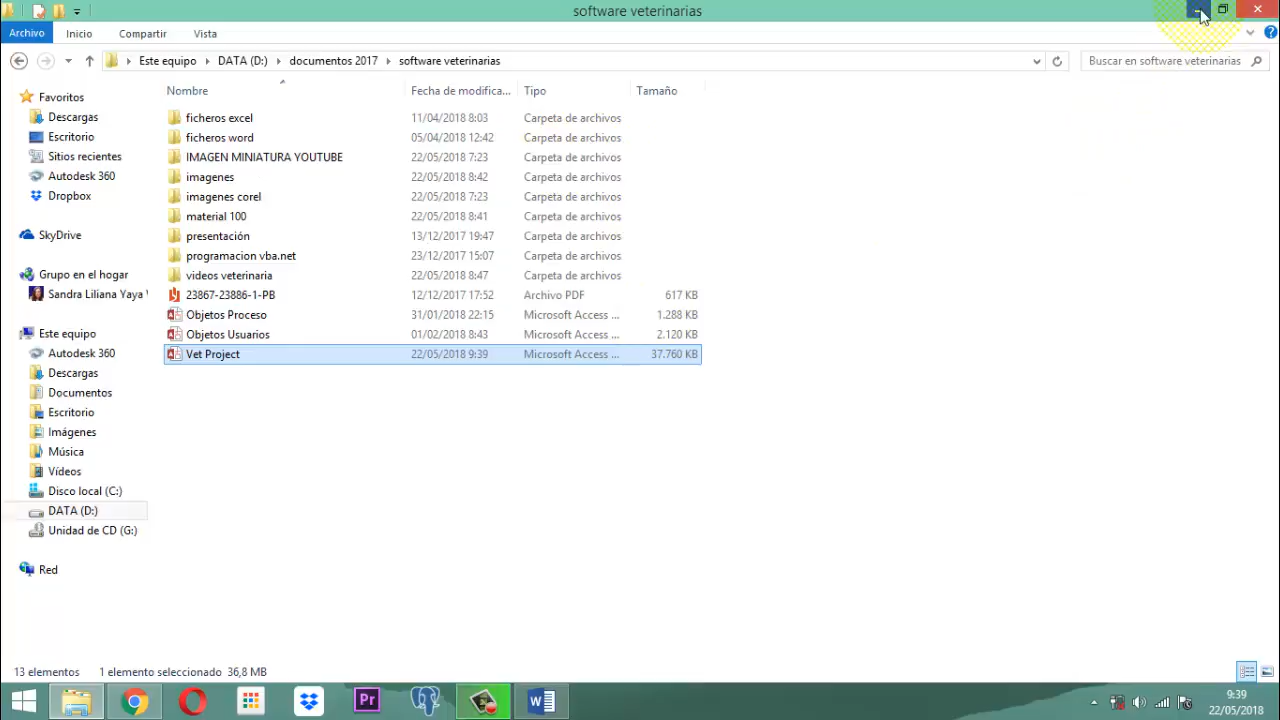 software veterinarias
Archivo Inicio Compartir Vista
Este equipo DATA (D:) documentos 2017 software veterinarias Buscar en software veterinarias
Nombre Fecha de modifica... Tipo Tamaño
Favoritos
Descargas
Escritorio
Sitios recientes
Autodesk 360
Dropbox
SkyDrive
Grupo en el hogar
Sandra Liliana Yaya
Este equipo
Autodesk 360
Descargas
Documentos
Escritorio
Imágenes
Música
Vídeos
Disco local (C:)
DATA (D:)
Unidad de CD (G:)
Red
ficheros excel 11/04/2018 8:03 Carpeta de archivos
ficheros word 05/04/2018 12:42 Carpeta de archivos
IMAGEN MINIATURA YOUTUBE 22/05/2018 7:23 Carpeta de archivos
imagenes 22/05/2018 8:42 Carpeta de archivos
imagenes corel 22/05/2018 7:23 Carpeta de archivos
material 100 22/05/2018 8:41 Carpeta de archivos
presentación 13/12/2017 19:47 Carpeta de archivos
programacion vba.net 23/12/2017 15:07 Carpeta de archivos
videos veterinaria 22/05/2018 8:47 Carpeta de archivos
23867-23886-1-PB 12/12/2017 17:52 Archivo PDF 617 KB
Objetos Proceso 31/01/2018 22:15 Microsoft Access ... 1.288 KB
Objetos Usuarios 01/02/2018 8:43 Microsoft Access ... 2.120 KB
Vet Project 22/05/2018 9:39 Microsoft Access ... 37.760 KB
13 elementos 1 elemento seleccionado 36,8 MB
Pr
9:39
22/05/2018